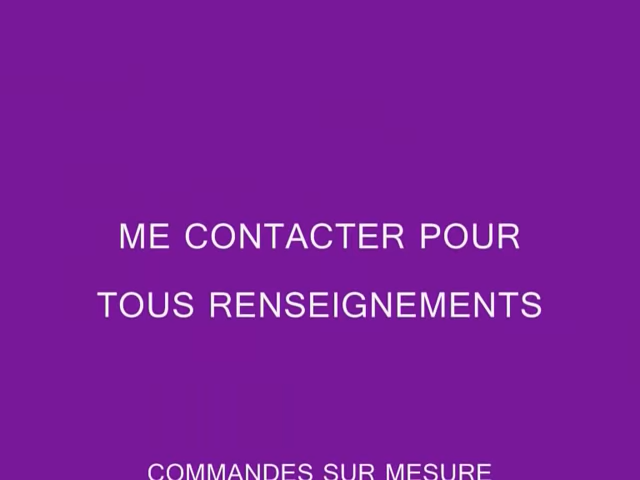 ME CONTACTER POUR
TOUS RENSEIGNEMENTS
COMMANDES SUR MESURE